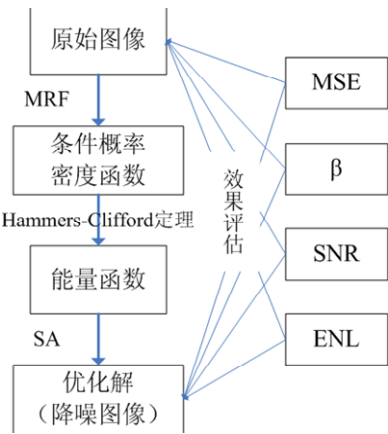 原始图像
MRF
条件概率
密度函数
Hammers-Clifford定理
能量函数
SA
优化解
（降噪图像）
效果评估
MSE
β
SNR
ENL